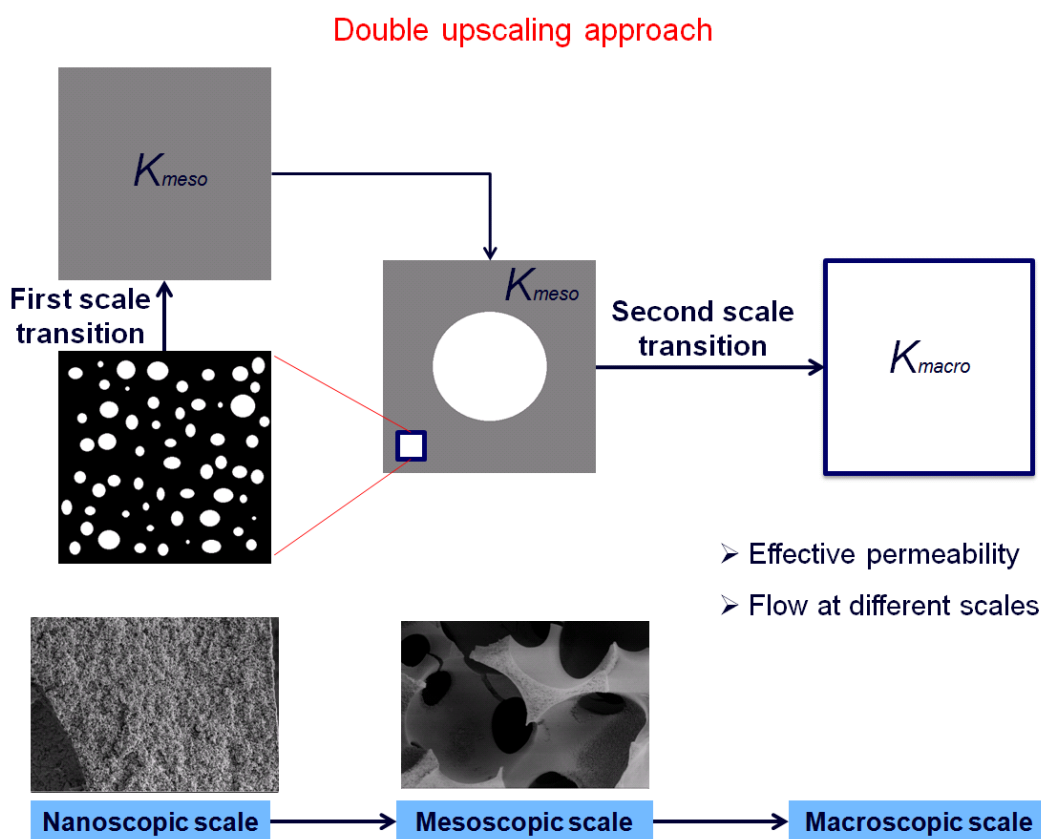 Double upscaling approach
Kmeso
First scale
transition
Kmeso
Second scale
transition
Kmacro
➢ Effective permeability
➢ Flow at different scales
Nanoscopic scale
Mesoscopic scale
Macroscopic scale